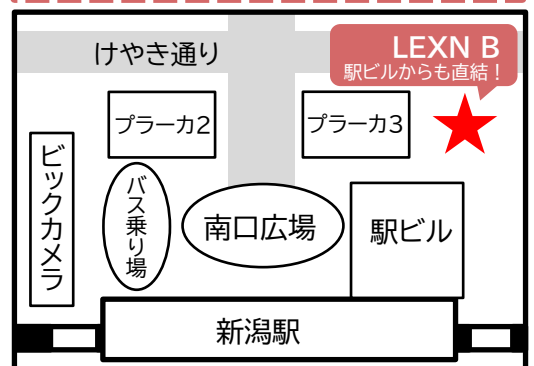 けやき通り
LEXN B
駅ビルからも直結！
プラーカ2
プラーカ3
ビックカメラ
バス乗り場
南口広場
駅ビル
新潟駅